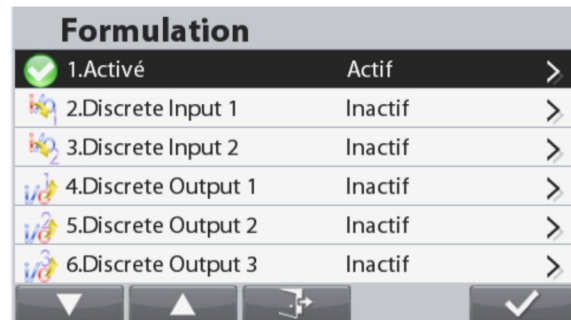 Formulation
1.Activé Actif
2.Discrete Input 1 Inactif
3.Discrete Input 2 Inactif
4.Discrete Output 1 Inactif
5.Discrete Output 2 Inactif
6.Discrete Output 3 Inactif